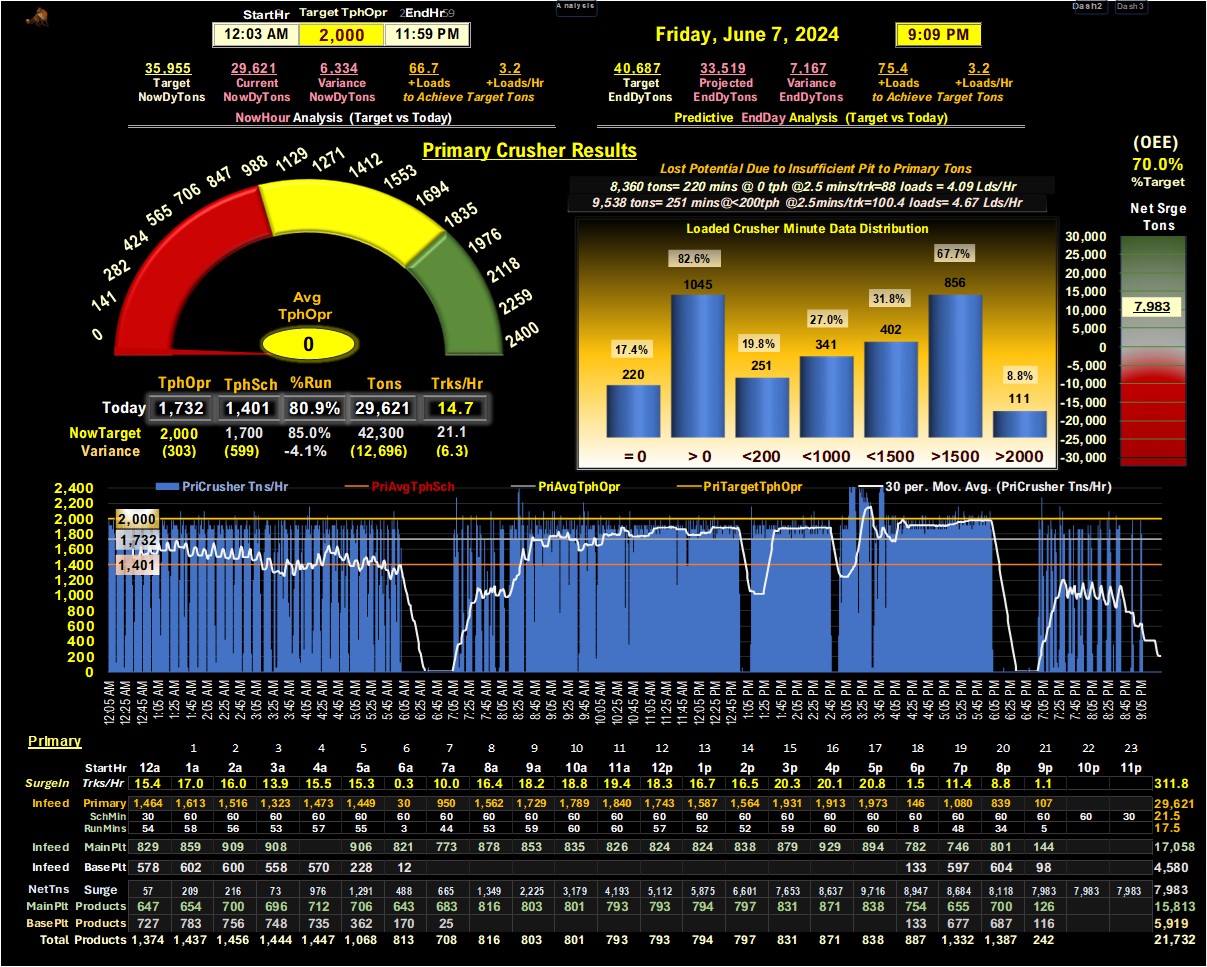 Analysis
Dash2 Dash3
StartHr Target TphOpr EndHr
12:03 AM 2,000 11:59 PM
Friday, June 7, 2024 9:09 PM
35,955 29,621 6,334 66.7 3.2
Target Current Variance +Loads +Loads/Hr
NowDyTons NowDyTons NowDyTons to Achieve Target Tons
NowHour Analysis (Target vs Today)
40,687 33,519 7,167 75.4 3.2
Target Projected Variance +Loads +Loads/Hr
EndDyTons EndDyTons EndDyTons to Achieve Target Tons
Predictive EndDay Analysis (Target vs Today)
Primary Crusher Results
0 141 282 424 565 706 847 988 1129 1271 1412 1553 1694 1835 1976 2118 2259 2400
Avg
TphOpr
0
TphOpr TphSch %Run Tons Trks/Hr
Today 1,732 1,401 80.9% 29,621 14.7
NowTarget 2,000 1,700 85.0% 42,300 21.1
Variance (303) (599) -4.1% (12,696) (6.3)
Lost Potential Due to Insufficient Pit to Primary Tons
8,360 tons= 220 mins @ 0 tph @2.5 mins/trk=88 loads = 4.09 Lds/Hr
9,538 tons= 251 mins@<200tph @2.5mins/trk=100.4 loads= 4.67 Lds/Hr
Loaded Crusher Minute Data Distribution
17.4% 82.6% 19.8% 27.0% 31.8% 67.7% 8.8%
220 1045 251 341 402 856 111
= 0 > 0 <200 <1000 <1500 >1500 >2000
(OEE)
70.0%
%Target
Net Srge
Tons
30,000
25,000
20,000
15,000
10,000
5,000
0
-5,000
-10,000
-15,000
-20,000
-25,000
-30,000
7,983
PriCrusher Tns/Hr PriAvgTphSch PriAvgTphOpr PriTargetTphOpr 30 per. Mov. Avg. (PriCrusher Tns/Hr)
2,400
2,200
2,000
1,800
1,600
1,400
1,200
1,000
800
600
400
200
0
2,000
1,732
1,401
12:05 AM 12:25 AM 12:45 AM 1:05 AM 1:25 AM 1:45 AM 2:05 AM 2:25 AM 2:45 AM 3:05 AM 3:25 AM 3:45 AM 4:05 AM 4:25 AM 4:45 AM 5:05 AM 5:25 AM 5:45 AM 6:05 AM 6:25 AM 6:45 AM 7:05 AM 7:25 AM 7:45 AM 8:05 AM 8:25 AM 8:45 AM 9:05 AM 9:25 AM 9:45 AM 10:05 AM 10:25 AM 10:45 AM 11:05 AM 11:25 AM 11:45 AM 12:05 PM 12:25 PM 12:45 PM 1:05 PM 1:25 PM 1:45 PM 2:05 PM 2:25 PM 2:45 PM 3:05 PM 3:25 PM 3:45 PM 4:05 PM 4:25 PM 4:45 PM 5:05 PM 5:25 PM 5:45 PM 6:05 PM 6:25 PM 6:45 PM 7:05 PM 7:25 PM 7:45 PM 8:05 PM 8:25 PM 8:45 PM 9:05 PM
Primary
1 2 3 4 5 6 7 8 9 10 11 12 13 14 15 16 17 18 19 20 21 22 23
StartHr 12a 1a 2a 3a 4a 5a 6a 7a 8a 9a 10a 11a 12p 1p 2p 3p 4p 5p 6p 7p 8p 9p 10p 11p
SurgeIn Trks/Hr 15.4 17.0 16.0 13.9 15.5 15.3 0.3 10.0 16.4 18.2 18.8 19.4 18.3 16.7 16.5 20.3 20.1 20.8 1.5 11.4 8.8 1.1 311.8
Infeed Primary 1,464 1,613 1,516 1,323 1,473 1,449 30 950 1,562 1,729 1,789 1,840 1,743 1,587 1,564 1,931 1,913 1,973 146 1,080 839 107 29,621
SchMin 30 60 60 60 60 60 60 60 60 60 60 60 60 60 60 60 60 60 60 60 60 60 60 30 21.5
RunMins 54 58 56 53 57 55 3 44 53 59 60 60 57 52 52 59 60 60 8 48 34 5 17.5
Infeed MainPlt 829 859 909 908 906 821 773 878 853 835 826 824 824 838 879 929 894 782 746 801 144 17,058
Infeed BasePlt 578 602 600 558 570 228 12 133 597 604 98 4,580
NetTns Surge 57 209 216 73 976 1,291 488 665 1,349 2,225 3,179 4,193 5,112 5,875 6,601 7,653 8,637 9,716 8,947 8,684 8,118 7,983 7,983 7,983 7,983
MainPlt Products 647 654 700 696 712 706 643 683 816 803 801 793 793 794 797 831 871 838 754 655 700 126 15,813
BasePlt Products 727 783 756 748 735 362 170 25 133 677 687 116 5,919
Total Products 1,374 1,437 1,456 1,444 1,447 1,068 813 708 816 803 801 793 793 794 797 831 871 838 887 1,332 1,387 242 21,732